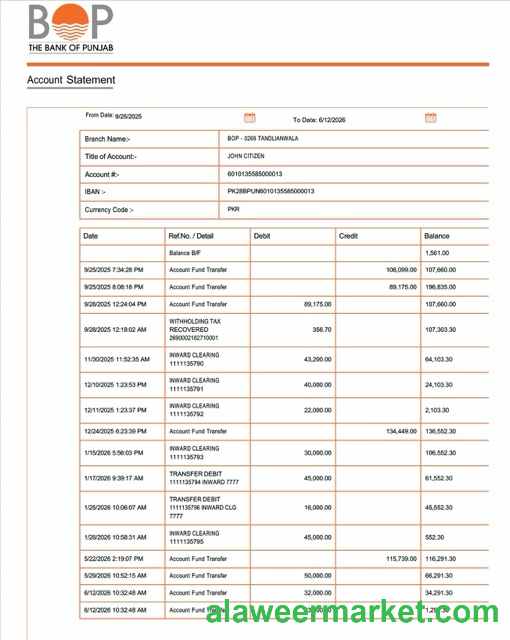 BOP
THE BANK OF PUNJAB
Account Statement
From Date: 9/25/2025 To Date: 6/12/2026
Branch Name:- BOP - 0269 TANDLIANWALA
Title of Account:- JOHN CITIZEN
Account #:- 6010135585000013
IBAN :- PK28BPUN6010135585000013
Currency Code :- PKR
Date Ref.No. / Detail Debit Credit Balance
Balance B/F 1,561.00
9/25/2025 7:34:28 PM Account Fund Transfer 106,099.00 107,660.00
9/25/2025 8:08:18 PM Account Fund Transfer 89,175.00 196,835.00
9/26/2025 12:24:04 PM Account Fund Transfer 89,175.00 107,660.00
WITHHOLDING TAX
9/28/2025 12:18:02 AM RECOVERED 356.70 107,303.30
2690002182710001
11/30/2025 11:52:35 AM INWARD CLEARING 43,200.00 64,103.30
1111135790
12/10/2025 1:23:53 PM INWARD CLEARING 40,000.00 24,103.30
1111135791
12/11/2025 1:23:37 PM INWARD CLEARING 22,000.00 2,103.30
1111135792
12/24/2025 6:23:39 PM Account Fund Transfer 134,449.00 136,552.30
1/15/2026 5:56:03 PM INWARD CLEARING 30,000.00 106,552.30
1111135793
1/17/2026 9:39:17 AM TRANSFER DEBIT 45,000.00 61,552.30
1111135794 INWARD 7777
TRANSFER DEBIT
1/25/2026 10:06:07 AM 1111135796 INWARD CLG 16,000.00 45,552.30
7777
1/28/2026 10:58:31 AM INWARD CLEARING 45,000.00 552.30
1111135795
5/22/2026 2:19:07 PM Account Fund Transfer 115,739.00 116,291.30
5/29/2026 10:52:15 AM Account Fund Transfer 50,000.00 66,291.30
6/12/2026 10:32:48 AM Account Fund Transfer 32,000.00 34,291.30
6/12/2026 10:32:48 AM Account Fund
alaweermarket.com